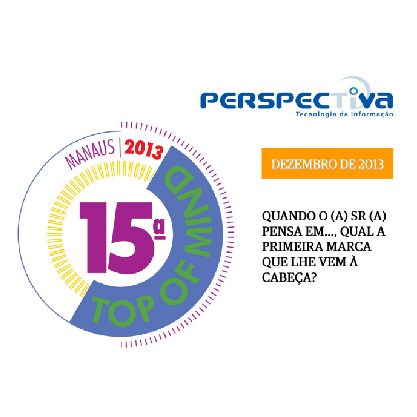 PERSPECTIVA
Tecnologia da Informação
MANAUS 2013
15ª
TOP OF MIND
DEZEMBRO DE 2013
QUANDO O (A) SR (A)
PENSA EM..., QUAL A
PRIMEIRA MARCA
QUE LHE VEM À
CABEÇA?